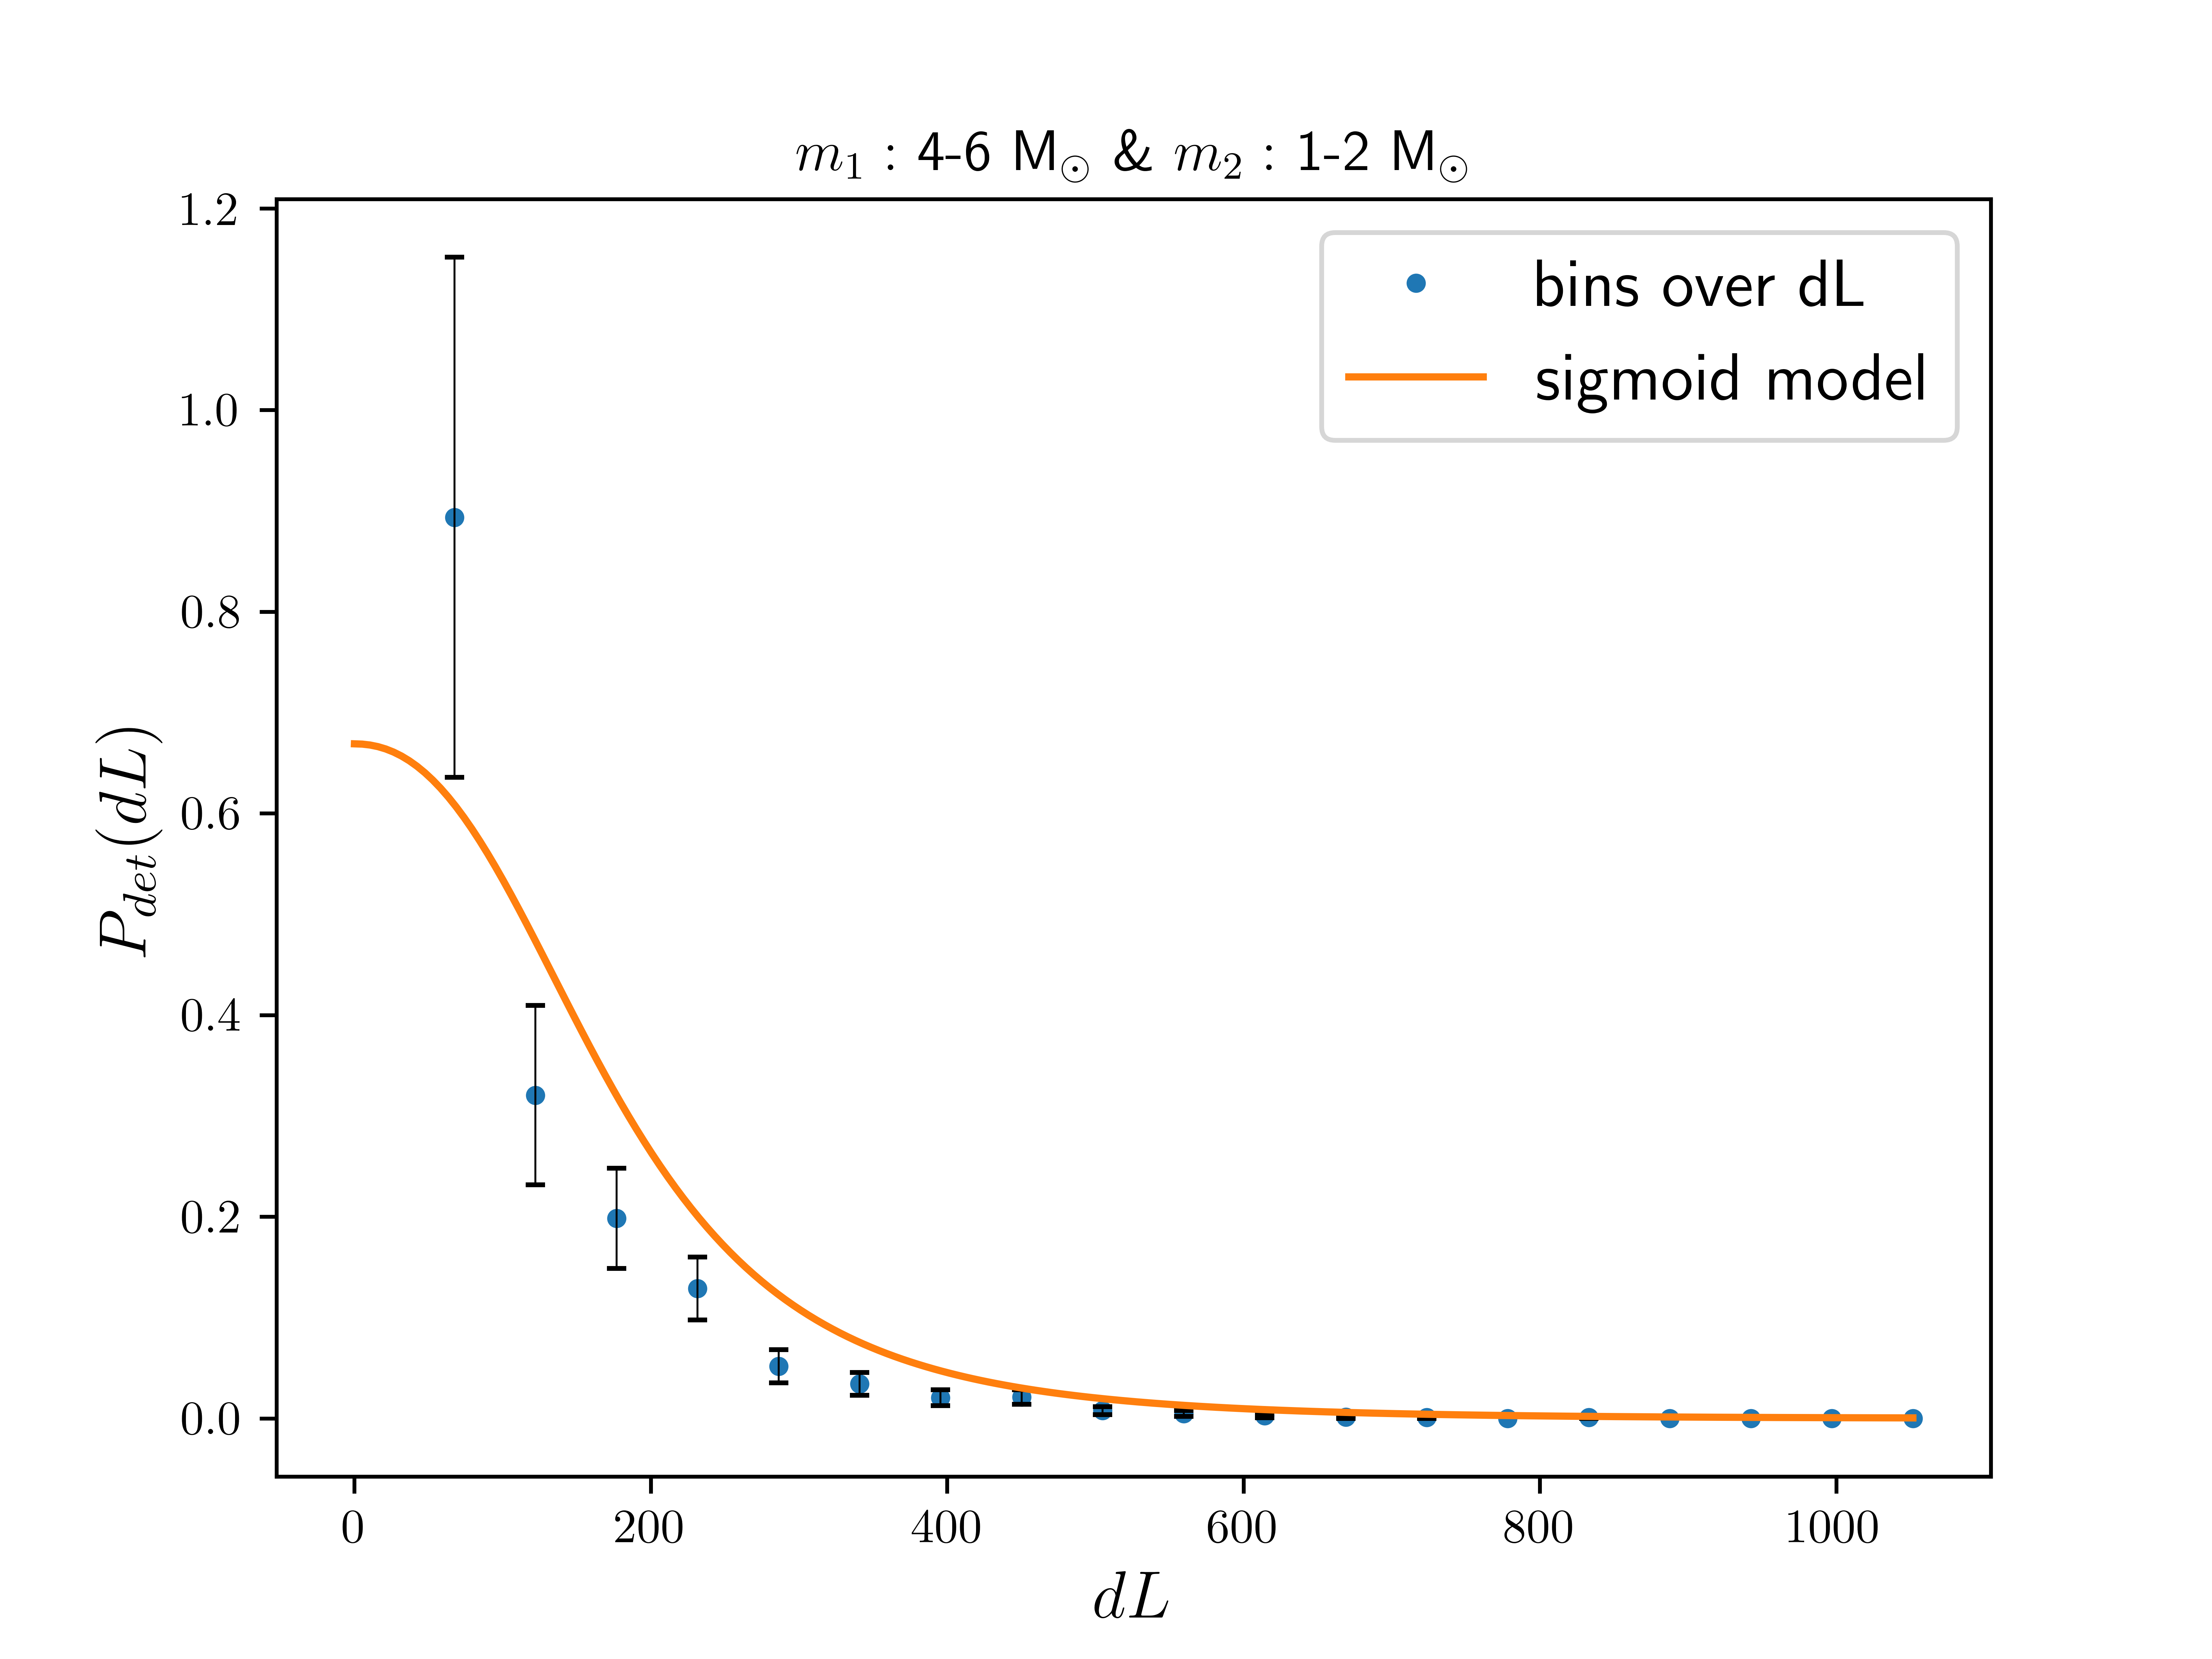 m₁ : 4-6 M⊙ & m₂ : 1-2 M⊙
1.2
1.0
0.8
0.6
0.4
0.2
0.0
P_det(dL)
bins over dL
sigmoid model
0 200 400 600 800 1000
dL